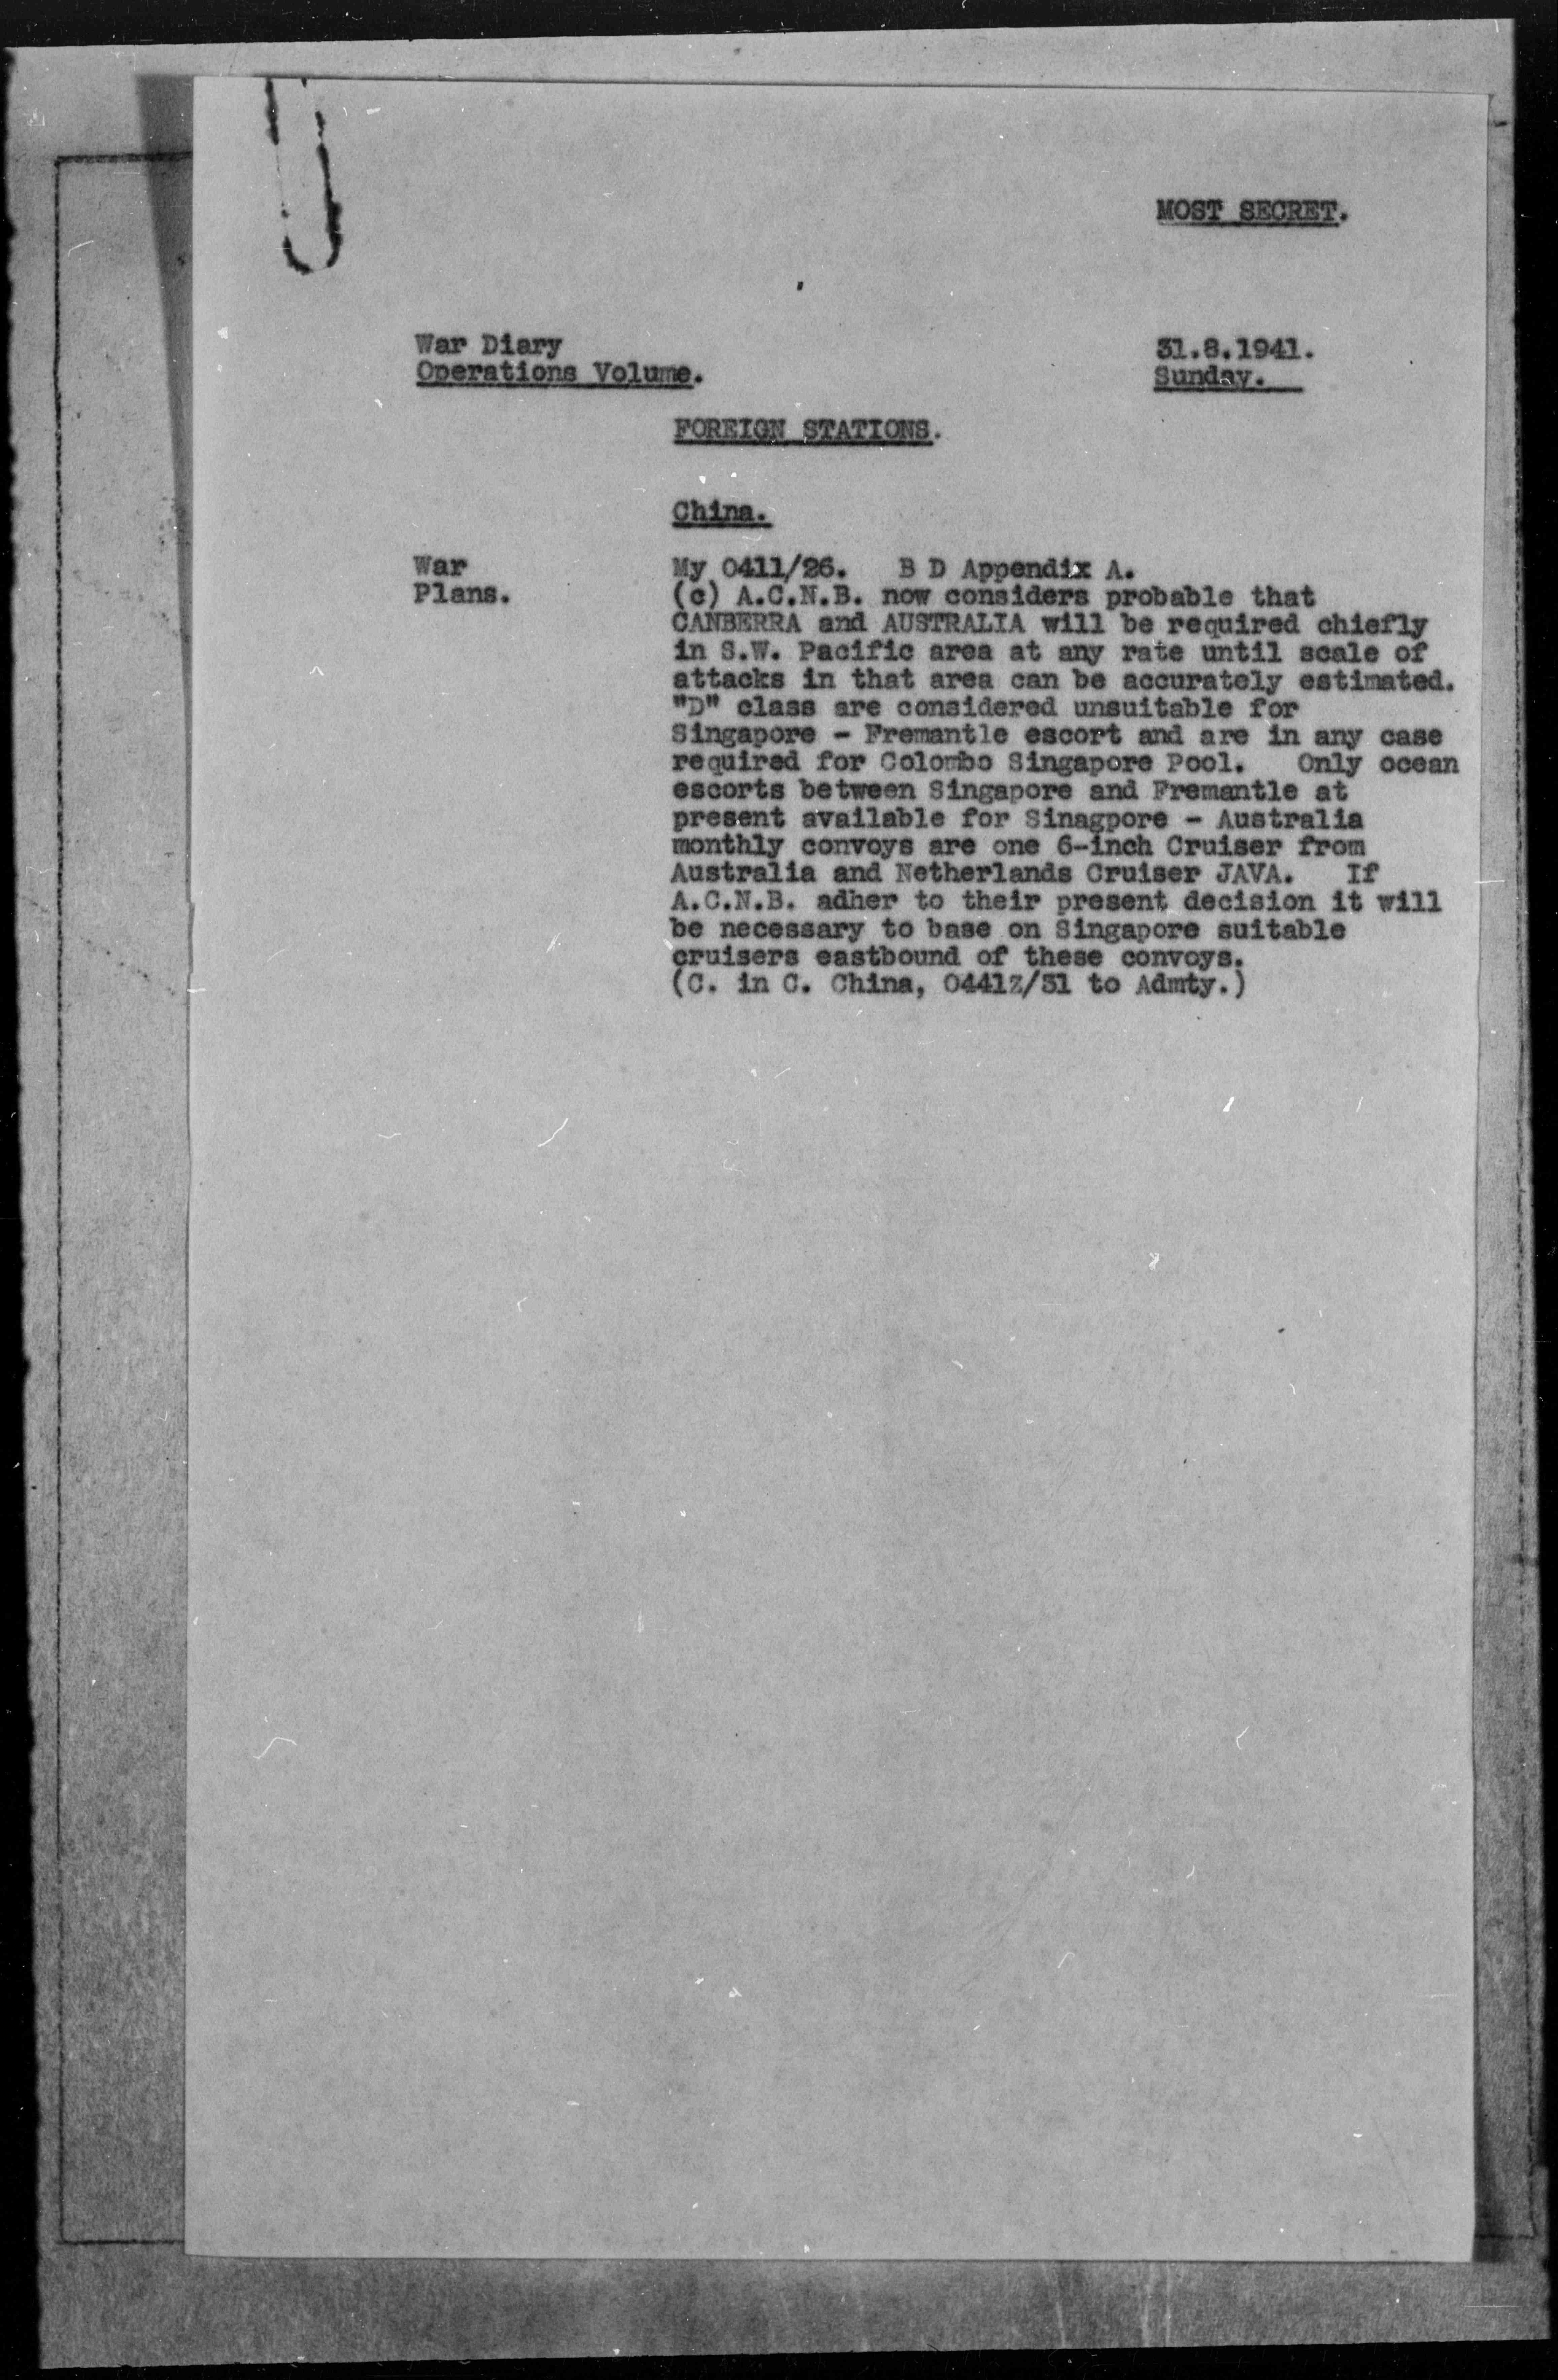 MOST SECRET.
War Diary
Operations Volume.
31.8.1941.
Sunday.
FOREIGN STATIONS.
China.
War
Plans.
My 0411/26. B D Appendix A.
(c) A.C.N.B. now considers probable that
CANBERRA and AUSTRALIA will be required chiefly
in S.W. Pacific area at any rate until scale of
attacks in that area can be accurately estimated.
"D" class are considered unsuitable for
Singapore - Fremantle escort and are in any case
required for Colombo Singapore Pool. Only ocean
escorts between Singapore and Fremantle at
present available for Sinagpore - Australia
monthly convoys are one 6-inch Cruiser from
Australia and Netherlands Cruiser JAVA. If
A.C.N.B. adher to their present decision it will
be necessary to base on Singapore suitable
cruisers eastbound of these convoys.
(C. in C. China, 0441Z/31 to Admty.)